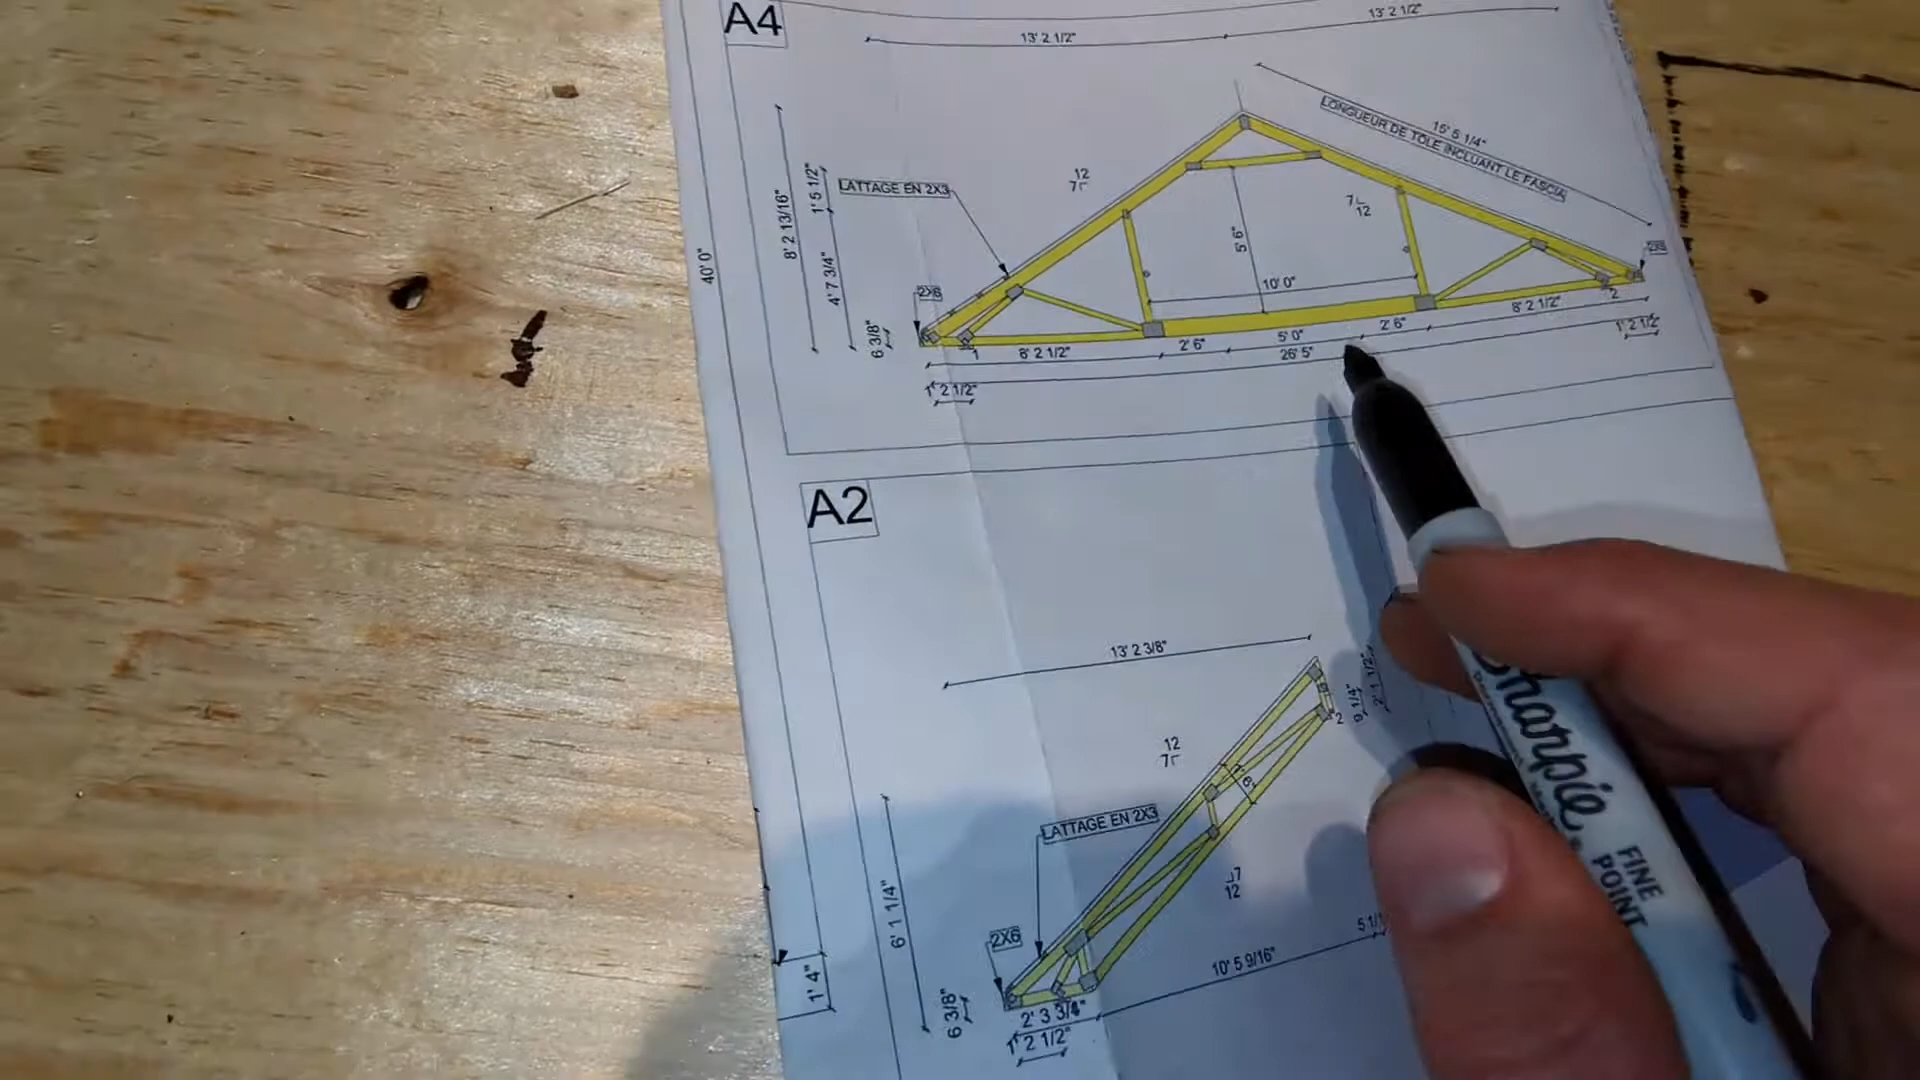 A4
13' 2 1/2"
13' 2 1/2"
15' 5 1/4"
LONGUEUR DE TOLE INCLUANT LE FASCIA
LATTAGE EN 2X3
12
7
7
12
8' 2 13/16"
1' 5 1/2"
4' 7 3/4"
6 3/8"
40' 0"
2X6
5' 6"
10' 0"
1
2
8' 2 1/2"
2' 6"
5' 0"
2' 6"
8' 2 1/2"
26' 5"
1' 2 1/2"
1' 2 1/2"
A2
13' 2 3/8"
9 1/4"
2' 1 1/2"
2
12
7
LATTAGE EN 2X3
7
12
6' 1 1/4"
2X6
6 3/8"
2' 3 3/4"
1' 2 1/2"
10' 5 9/16"
1' 4"
Sharpie
FINE
POINT